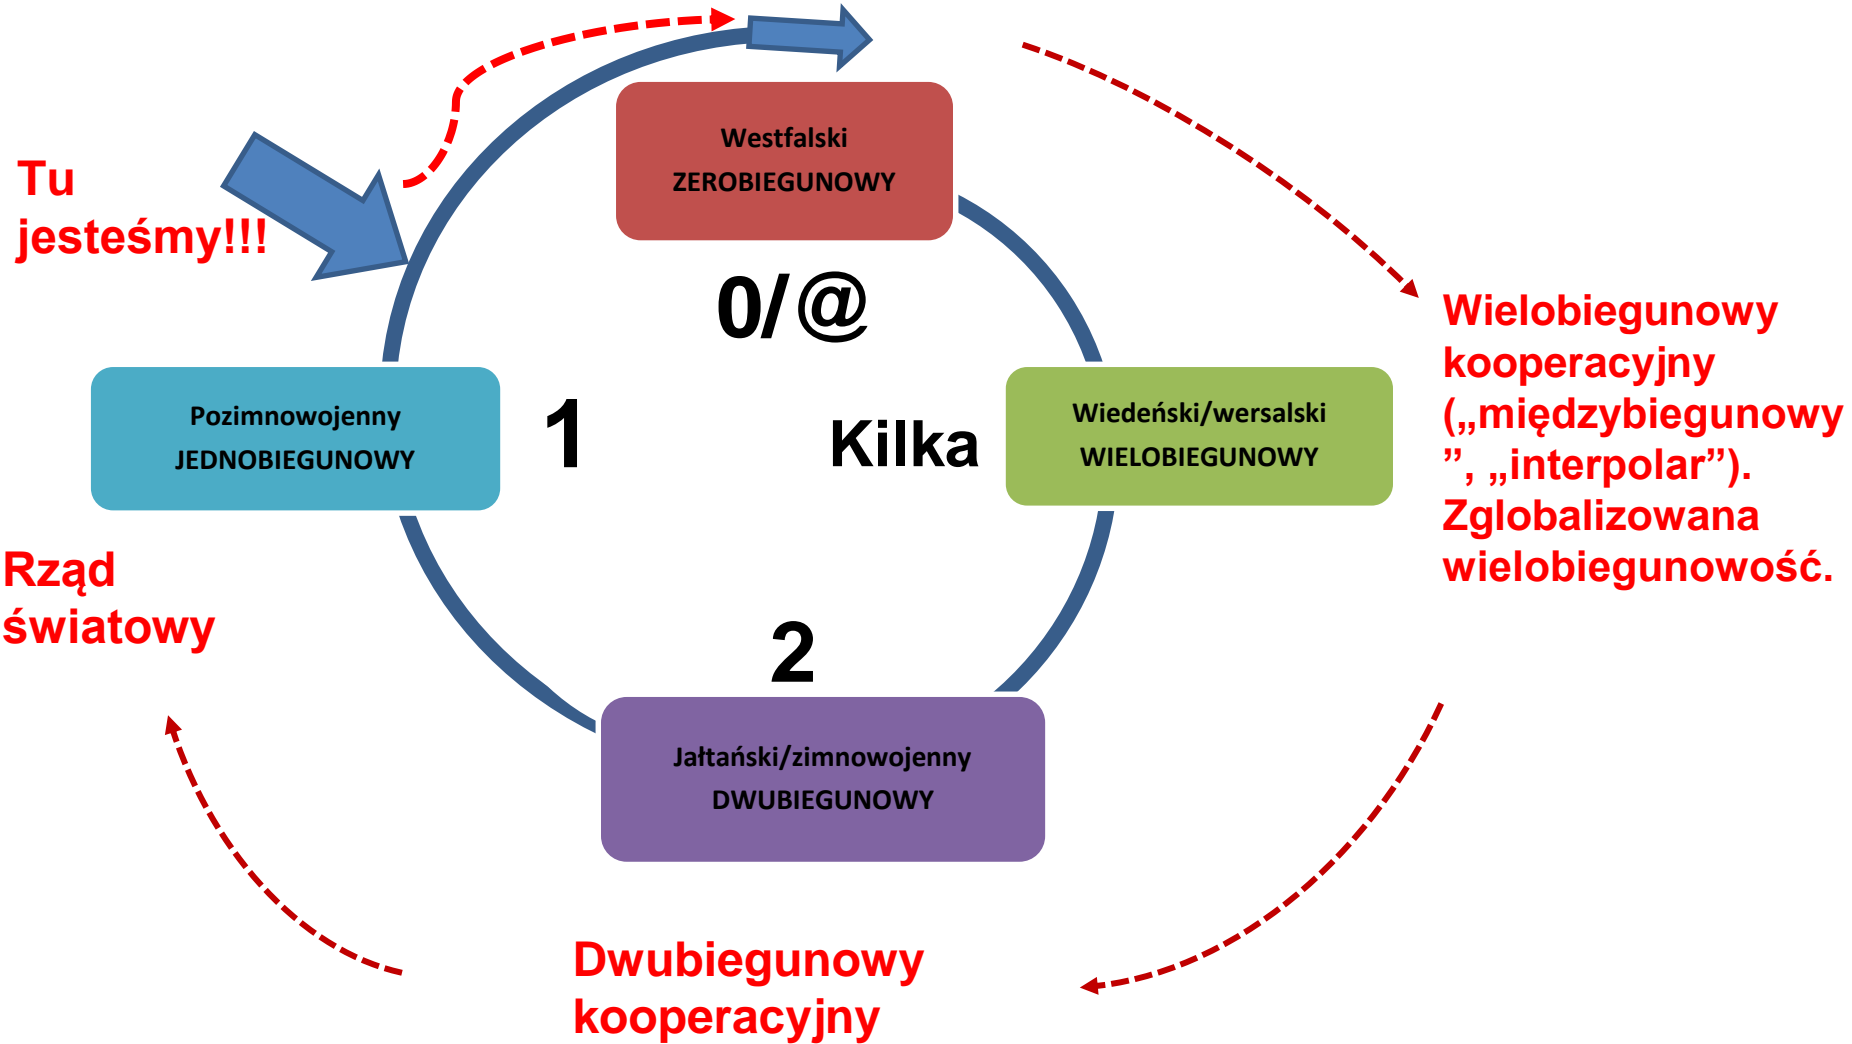 Westfalski
ZEROBIEGUNOWY
Tu
jesteśmy!!!
0/@
Wielobiegunowy
kooperacyjny
(„międzybiegunowy
”, „interpolar”).
Zglobalizowana
wielobiegunowość.
Pozimnowojenny
JEDNOBIEGUNOWY
1
Kilka
Wiedeński/wersalski
WIELOBIEGUNOWY
Rząd
światowy
2
Jałtański/zimnowojenny
DWUBIEGUNOWY
Dwubiegunowy
kooperacyjny